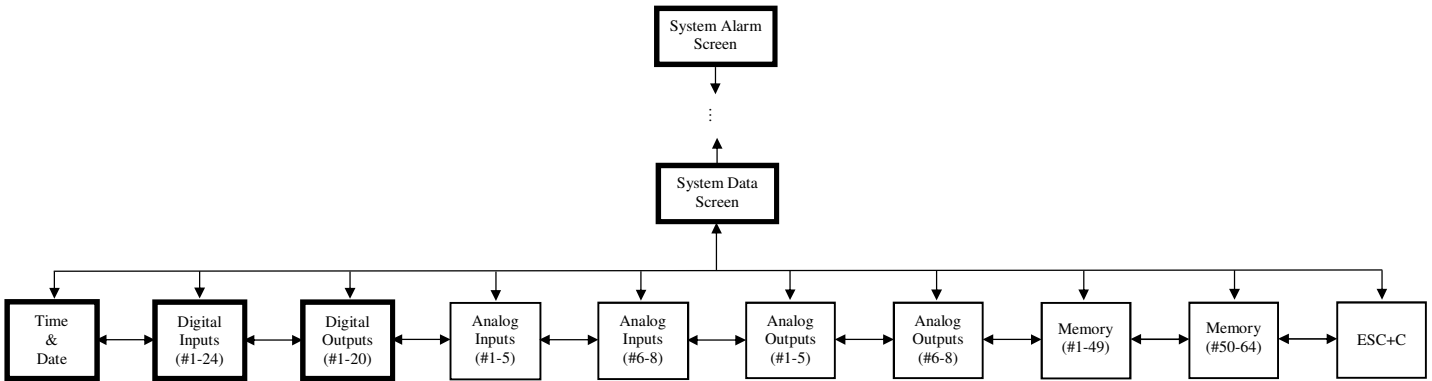 System Alarm
Screen
⋮
System Data
Screen
Time
&
Date
Digital
Inputs
(#1-24)
Digital
Outputs
(#1-20)
Analog
Inputs
(#1-5)
Analog
Inputs
(#6-8)
Analog
Outputs
(#1-5)
Analog
Outputs
(#6-8)
Memory
(#1-49)
Memory
(#50-64)
ESC+C